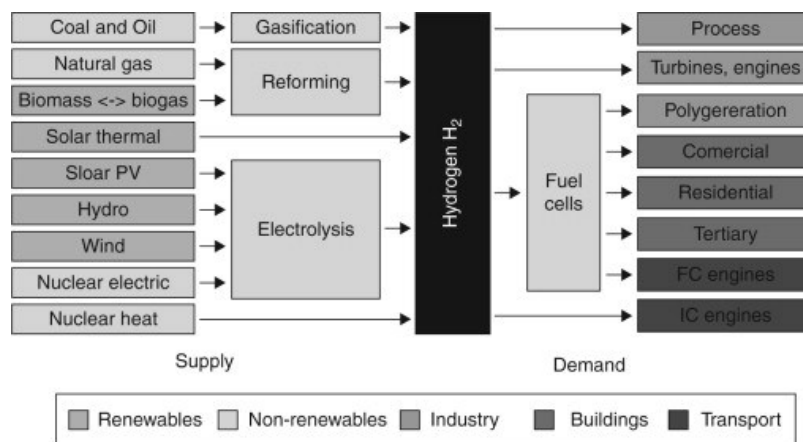 Coal and Oil
Gasification
Process
Natural gas
Reforming
Turbines, engines
Biomass <-> biogas
Polygereration
Solar thermal
Comercial
Sloar PV
Residential
Hydro
Electrolysis
Tertiary
Wind
FC engines
Nuclear electric
IC engines
Nuclear heat
Hydrogen H₂
Fuel
cells
Supply
Demand
Renewables
Non-renewables
Industry
Buildings
Transport